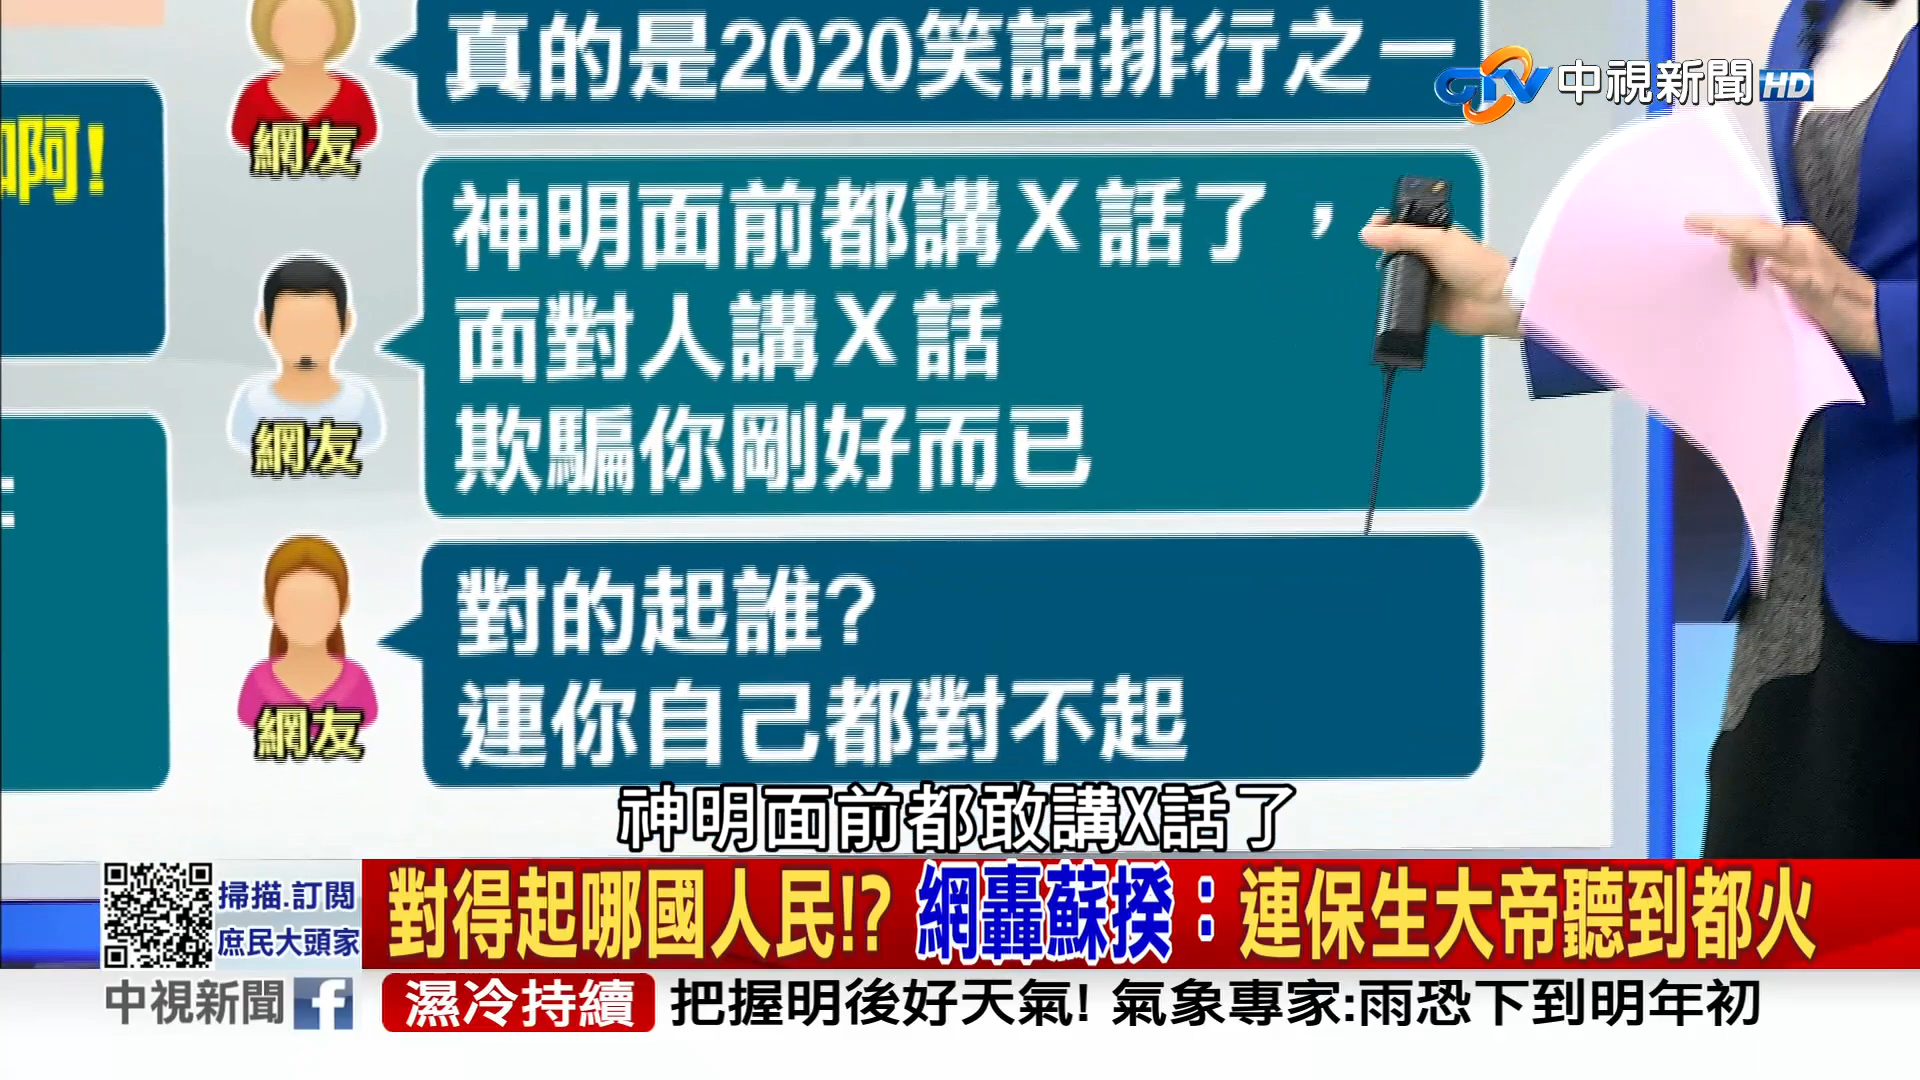 真的是2020笑話排行之一
CTV 中視新聞HD
啊!
網友
神明面前都講X話了，
面對人講X話
欺騙你剛好而已
網友
對的起誰?
連你自己都對不起
網友
神明面前都敢講X話了
掃描.訂閱
庶民大頭家
對得起哪國人民!? 網轟蘇揆：連保生大帝聽到都火
中視新聞
濕冷持續 把握明後好天氣! 氣象專家:雨恐下到明年初